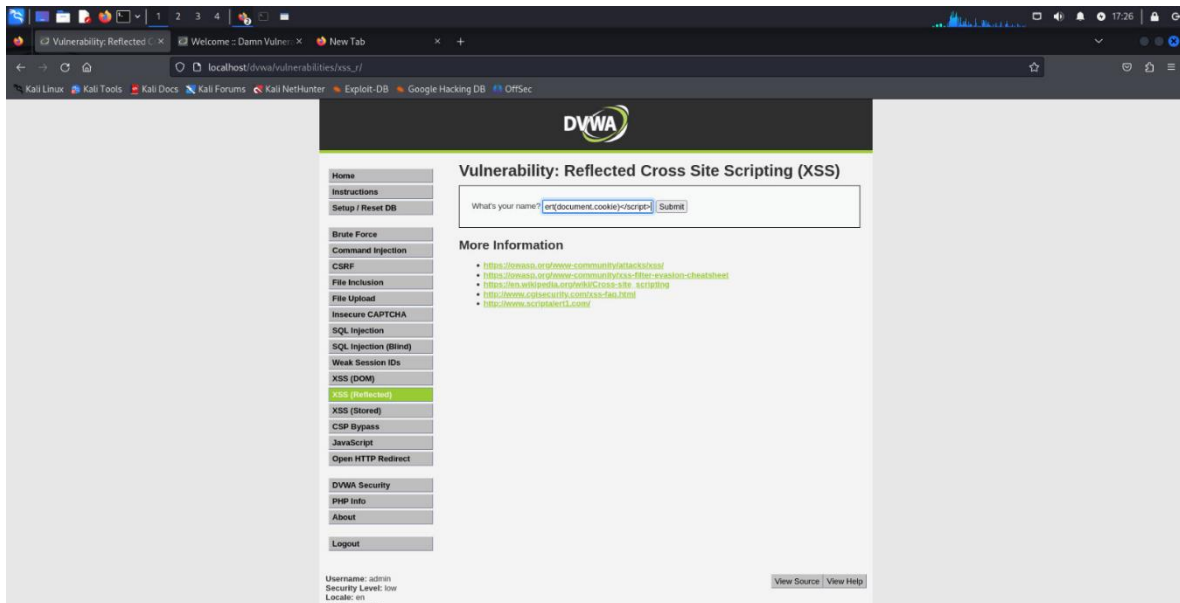 1 2 3 4
17:26
Vulnerability: Reflected C
Welcome :: Damn Vulner
New Tab
localhost/dvwa/vulnerabilities/xss_r/
Kali Linux Kali Tools Kali Docs Kali Forums Kali NetHunter Exploit-DB Google Hacking DB OffSec
DVWA
Vulnerability: Reflected Cross Site Scripting (XSS)
What's your name? ert(document.cookie)</script> Submit
More Information
https://owasp.org/www-community/attacks/xss/
https://owasp.org/www-community/xss-filter-evasion-cheatsheet
https://en.wikipedia.org/wiki/Cross-site_scripting
http://www.cgisecurity.com/xss-faq.html
http://www.scriptalert1.com/
Home
Instructions
Setup / Reset DB
Brute Force
Command Injection
CSRF
File Inclusion
File Upload
Insecure CAPTCHA
SQL Injection
SQL Injection (Blind)
Weak Session IDs
XSS (DOM)
XSS (Reflected)
XSS (Stored)
CSP Bypass
JavaScript
Open HTTP Redirect
DVWA Security
PHP Info
About
Logout
Username: admin
Security Level: low
Locale: en
View Source View Help